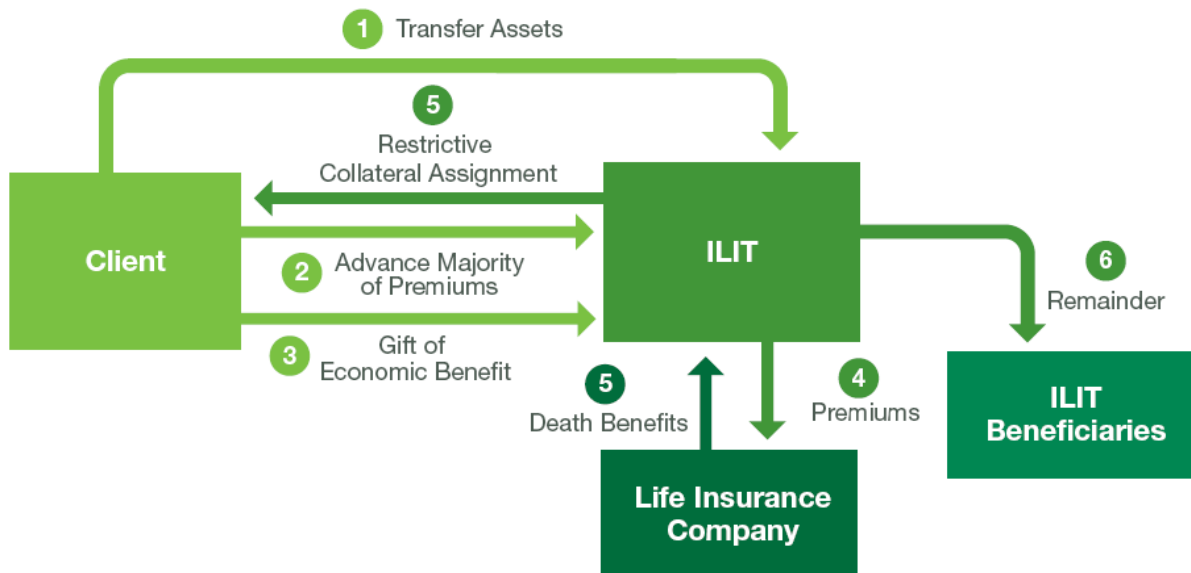 1 Transfer Assets
5
Restrictive
Collateral Assignment
Client
ILIT
2 Advance Majority
of Premiums
3 Gift of
Economic Benefit
6
Remainder
5
Death Benefits
4
Premiums
ILIT
Beneficiaries
Life Insurance
Company